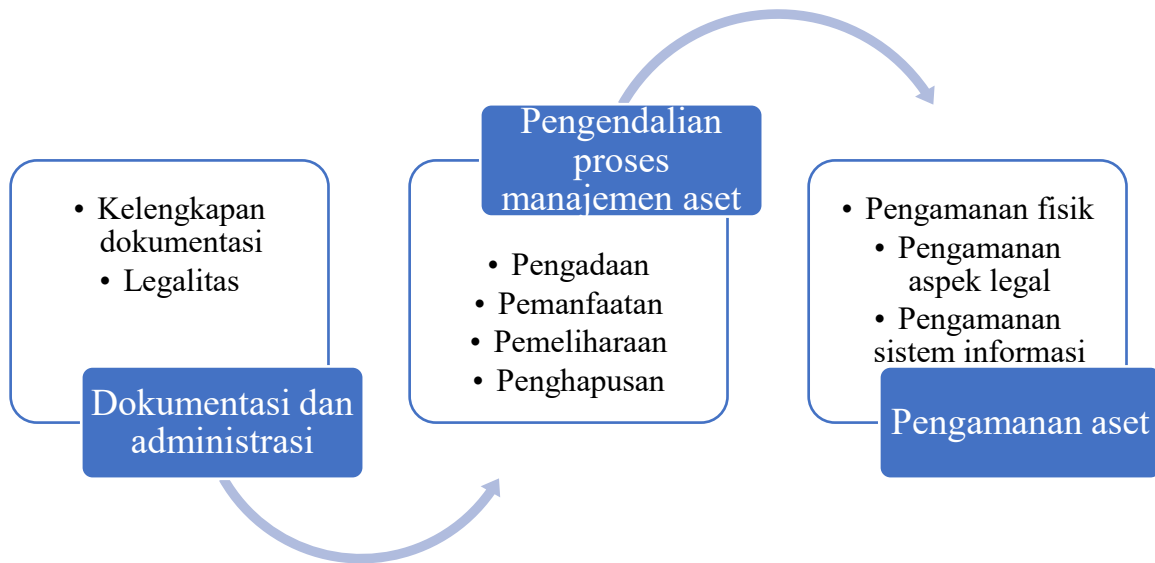 • Kelengkapan
dokumentasi
• Legalitas
Dokumentasi dan
administrasi
Pengendalian
proses
manajemen aset
• Pengadaan
• Pemanfaatan
• Pemeliharaan
• Penghapusan
• Pengamanan fisik
• Pengamanan
aspek legal
• Pengamanan
sistem informasi
Pengamanan aset